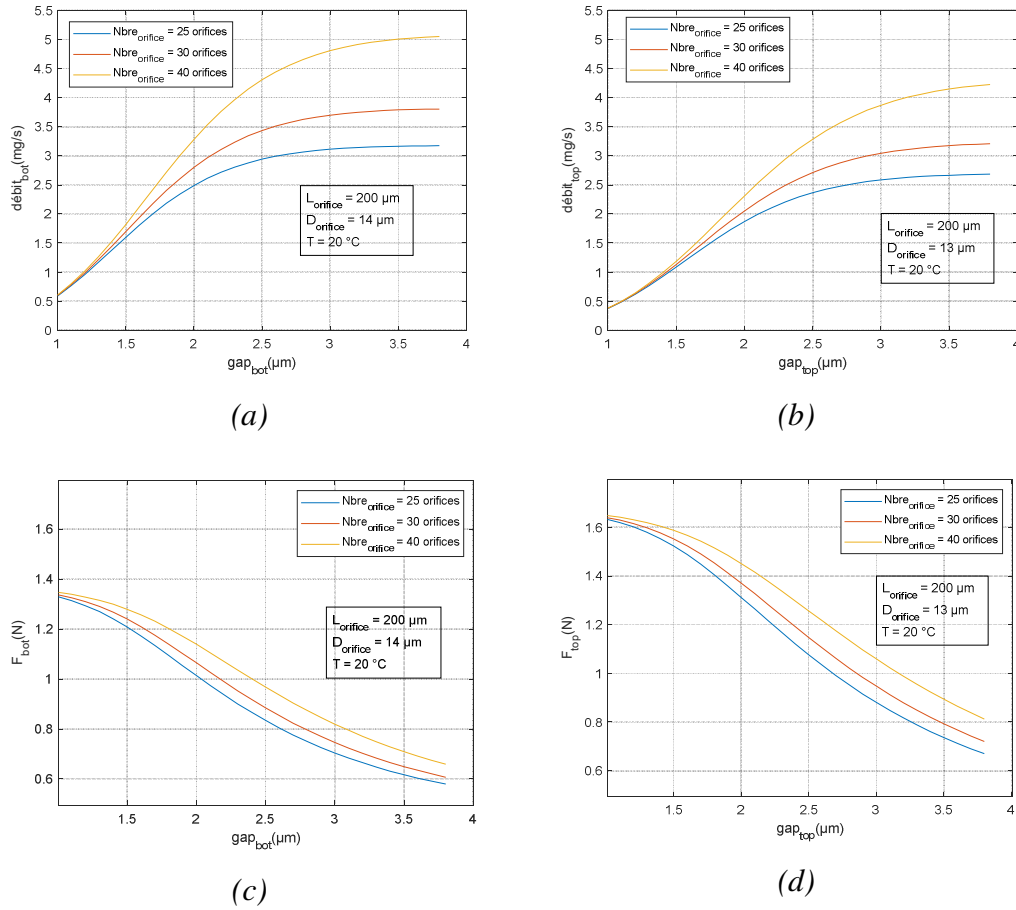 5.5
5
4.5
4
3.5
3
2.5
2
1.5
1
0.5
0
débit_bot(mg/s)
Nbre_orifice = 25 orifices
Nbre_orifice = 30 orifices
Nbre_orifice = 40 orifices
L_orifice = 200 µm
D_orifice = 14 µm
T = 20 °C
1 1.5 2 2.5 3 3.5 4
gap_bot(µm)
(a)
5.5
5
4.5
4
3.5
3
2.5
2
1.5
1
0.5
0
débit_top(mg/s)
Nbre_orifice = 25 orifices
Nbre_orifice = 30 orifices
Nbre_orifice = 40 orifices
L_orifice = 200 µm
D_orifice = 13 µm
T = 20 °C
1 1.5 2 2.5 3 3.5 4
gap_top(µm)
(b)
1.6
1.4
1.2
1
0.8
0.6
F_bot(N)
Nbre_orifice = 25 orifices
Nbre_orifice = 30 orifices
Nbre_orifice = 40 orifices
L_orifice = 200 µm
D_orifice = 14 µm
T = 20 °C
1.5 2 2.5 3 3.5 4
gap_bot(µm)
(c)
1.6
1.4
1.2
1
0.8
0.6
F_top(N)
Nbre_orifice = 25 orifices
Nbre_orifice = 30 orifices
Nbre_orifice = 40 orifices
L_orifice = 200 µm
D_orifice = 13 µm
T = 20 °C
1.5 2 2.5 3 3.5 4
gap_top(µm)
(d)